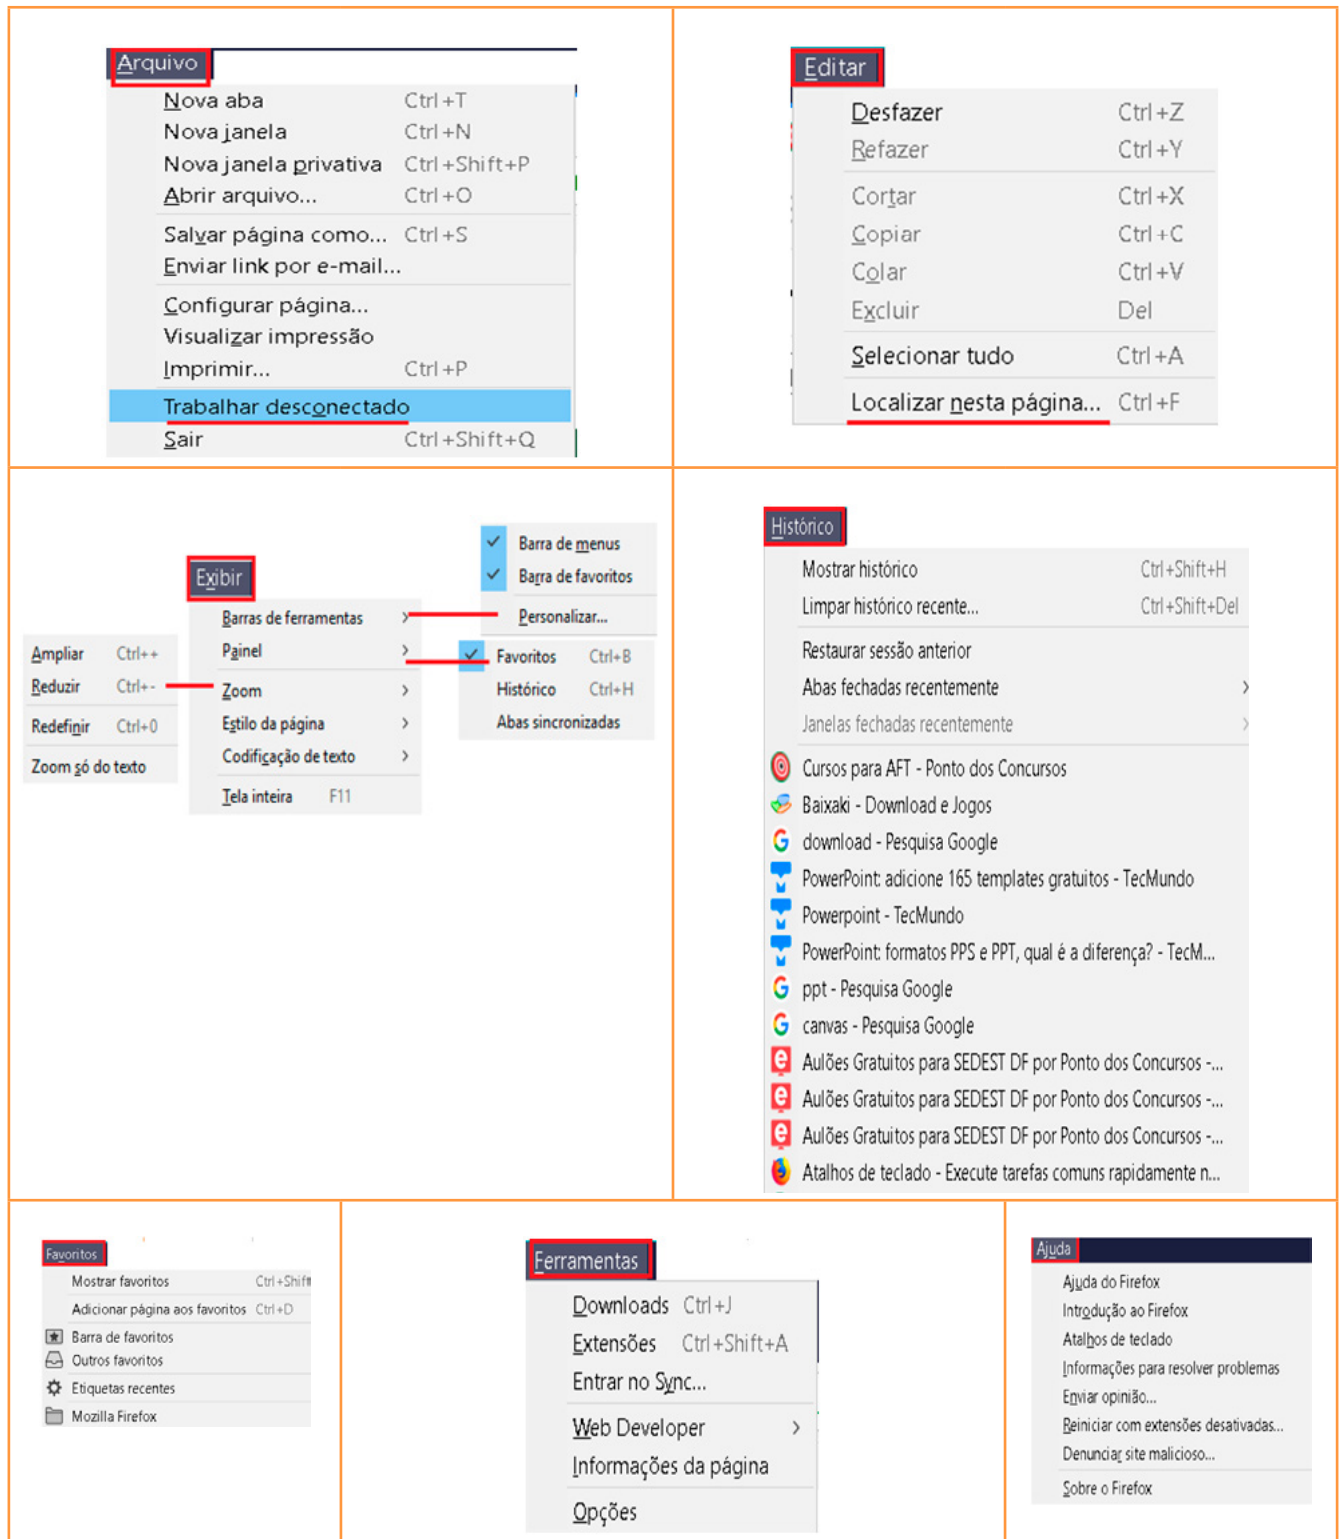 Arquivo
Nova aba Ctrl+T
Nova janela Ctrl+N
Nova janela privativa Ctrl+Shift+P
Abrir arquivo... Ctrl+O
Salvar página como... Ctrl+S
Enviar link por e-mail...
Configurar página...
Visualizar impressão
Imprimir... Ctrl+P
Trabalhar desconectado
Sair Ctrl+Shift+Q
Editar
Desfazer Ctrl+Z
Refazer Ctrl+Y
Cortar Ctrl+X
Copiar Ctrl+C
Colar Ctrl+V
Excluir Del
Selecionar tudo Ctrl+A
Localizar nesta página... Ctrl+F
Exibir
Barras de ferramentas >
Painel >
Zoom >
Estilo da página >
Codificação de texto >
Tela inteira F11
Barra de menus
Barra de favoritos
Personalizar...
Favoritos Ctrl+B
Histórico Ctrl+H
Abas sincronizadas
Ampliar Ctrl++
Reduzir Ctrl+-
Redefinir Ctrl+0
Zoom só do texto
Histórico
Mostrar histórico Ctrl+Shift+H
Limpar histórico recente... Ctrl+Shift+Del
Restaurar sessão anterior
Abas fechadas recentemente >
Janelas fechadas recentemente >
Cursos para AFT - Ponto dos Concursos
Baixaki - Download e Jogos
download - Pesquisa Google
PowerPoint: adicione 165 templates gratuitos - TecMundo
Powerpoint - TecMundo
PowerPoint: formatos PPS e PPT, qual é a diferença? - TecM...
ppt - Pesquisa Google
canvas - Pesquisa Google
Aulões Gratuitos para SEDEST DF por Ponto dos Concursos -...
Aulões Gratuitos para SEDEST DF por Ponto dos Concursos -...
Aulões Gratuitos para SEDEST DF por Ponto dos Concursos -...
Atalhos de teclado - Execute tarefas comuns rapidamente n...
Favoritos
Mostrar favoritos Ctrl+Shift
Adicionar página aos favoritos Ctrl+D
Barra de favoritos
Outros favoritos
Etiquetas recentes
Mozilla Firefox
Ferramentas
Downloads Ctrl+J
Extensões Ctrl+Shift+A
Entrar no Sync...
Web Developer >
Informações da página
Opções
Ajuda
Ajuda do Firefox
Introdução ao Firefox
Atalhos de teclado
Informações para resolver problemas
Enviar opinião...
Reiniciar com extensões desativadas...
Denunciar site malicioso...
Sobre o Firefox